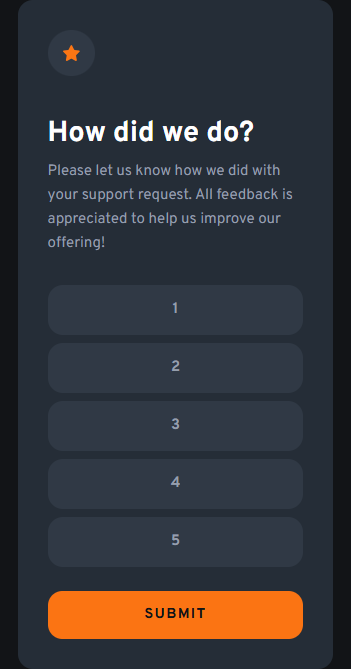 How did we do?
Please let us know how we did with
your support request. All feedback is
appreciated to help us improve our
offering!
1
2
3
4
5
SUBMIT